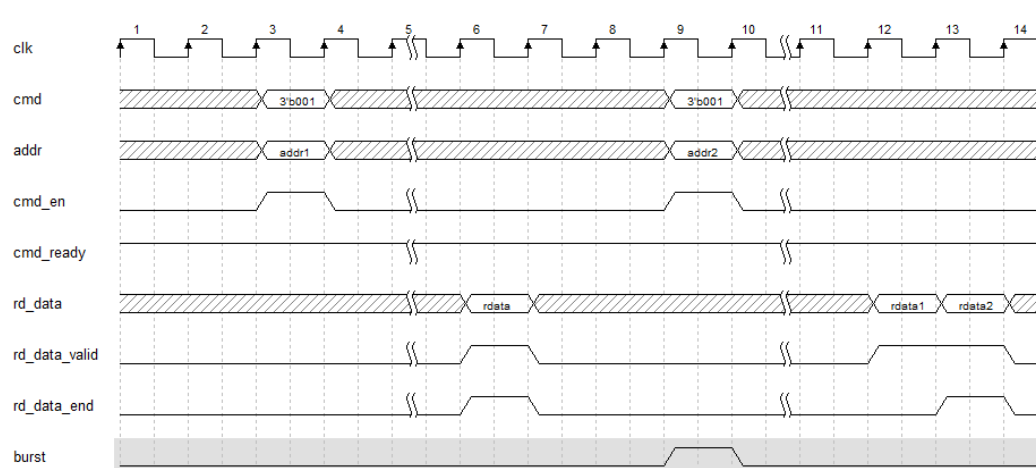 1 2 3 4 5 6 7 8 9 10 11 12 13 14
clk
cmd 3'b001 3'b001
addr addr1 addr2
cmd_en
cmd_ready
rd_data rdata rdata1 rdata2
rd_data_valid
rd_data_end
burst